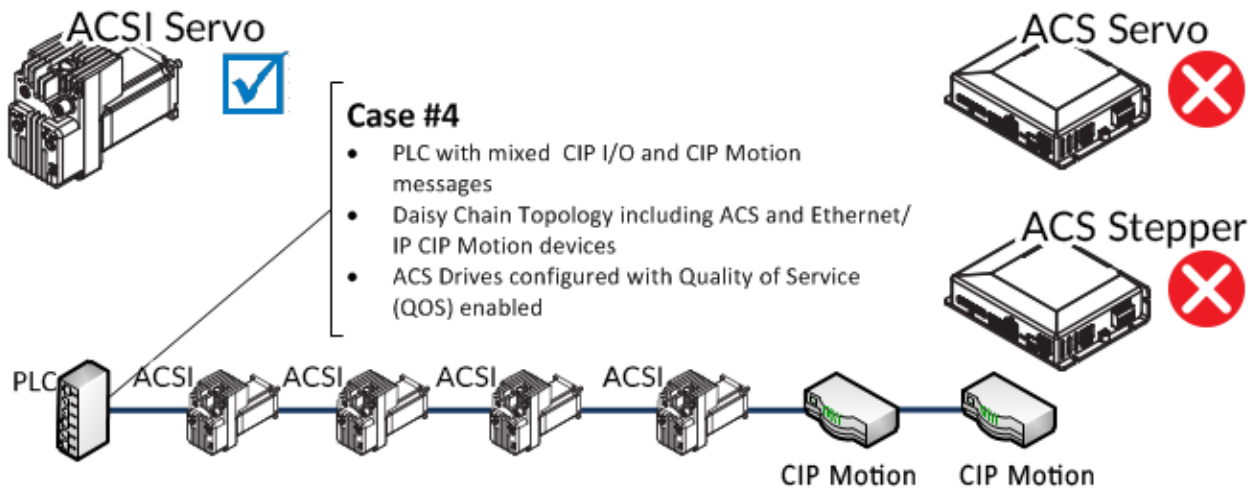 ACSI Servo
ACS Servo
Case #4
• PLC with mixed CIP I/O and CIP Motion
messages
• Daisy Chain Topology including ACS and Ethernet/
IP CIP Motion devices
• ACS Drives configured with Quality of Service
(QOS) enabled
ACS Stepper
PLC
ACSI
ACSI
ACSI
ACSI
CIP Motion
CIP Motion